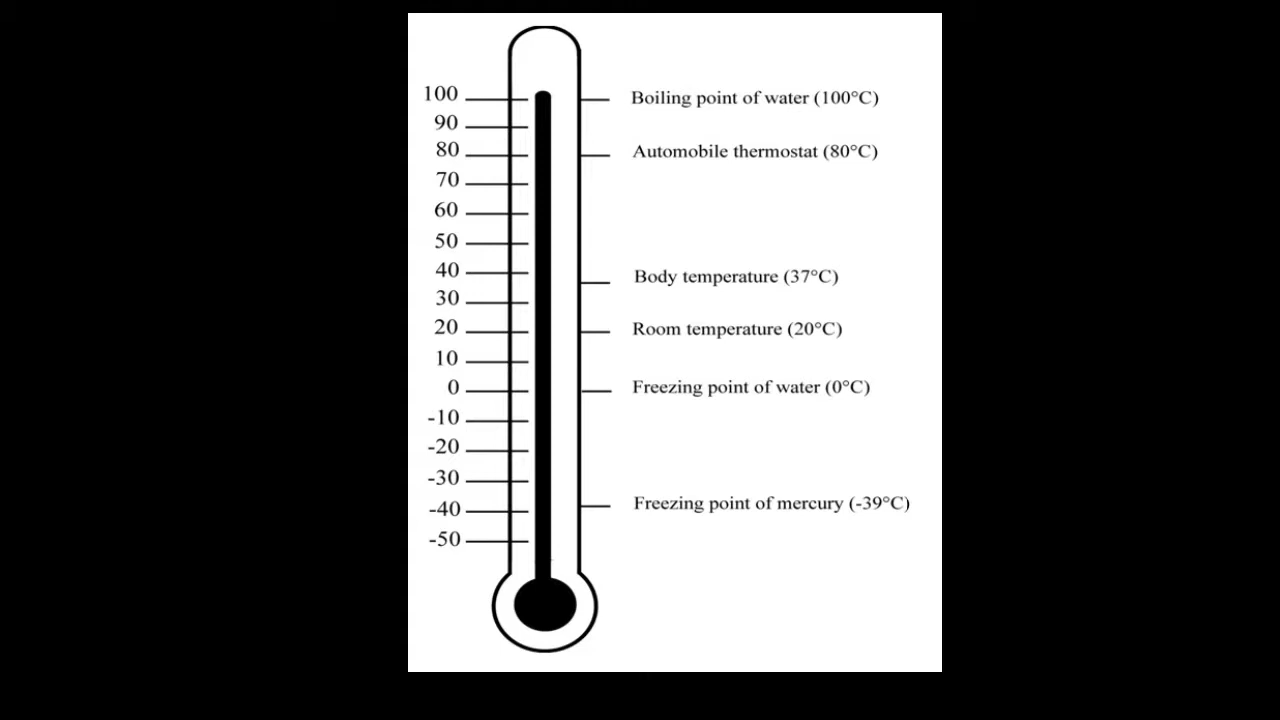 100
Boiling point of water (100°C)
90
80
Automobile thermostat (80°C)
70
60
50
40
Body temperature (37°C)
30
20
Room temperature (20°C)
10
0
Freezing point of water (0°C)
-10
-20
-30
-40
Freezing point of mercury (-39°C)
-50